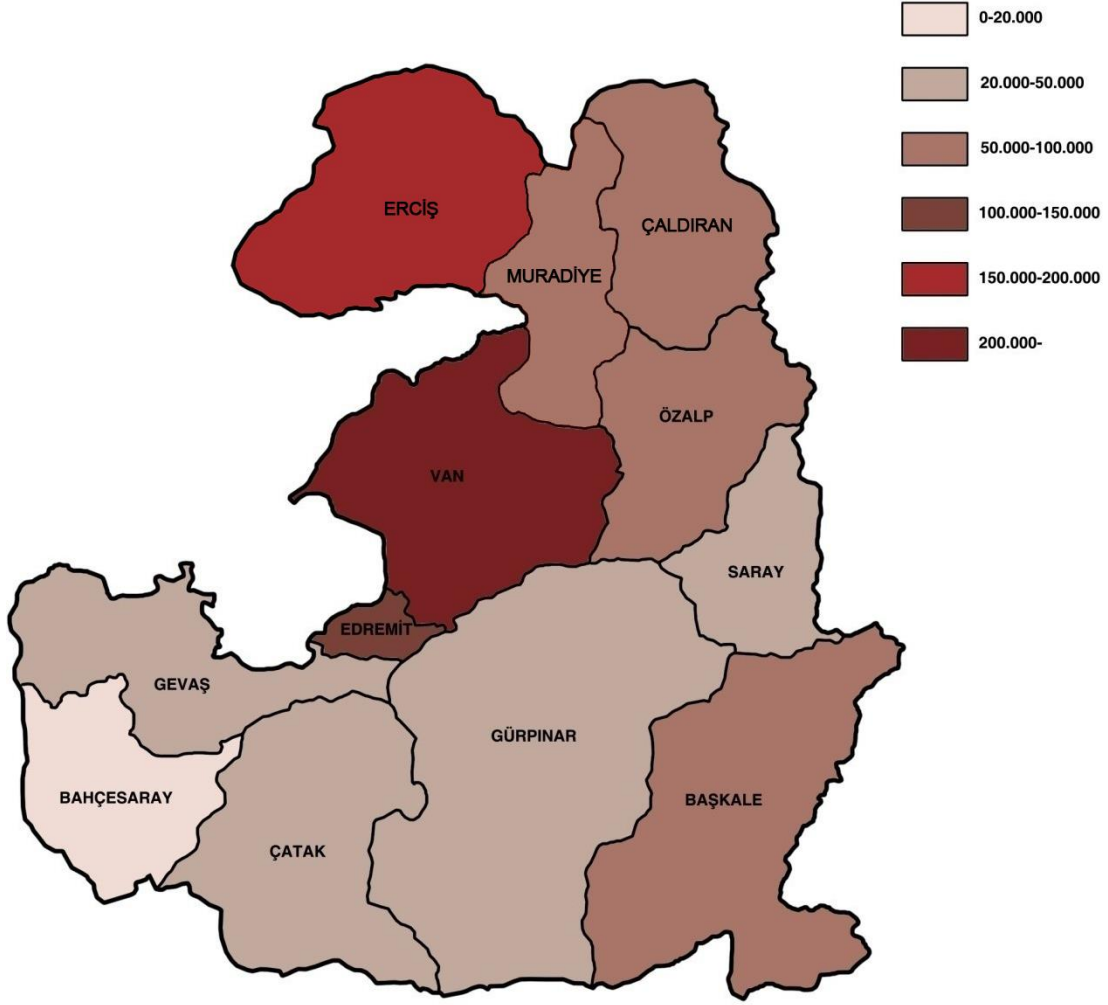 0-20.000
20.000-50.000
50.000-100.000
100.000-150.000
150.000-200.000
200.000-
ERCİŞ
ÇALDIRAN
MURADİYE
ÖZALP
VAN
SARAY
EDREMİT
GEVAŞ
GÜRPINAR
BAHÇESARAY
BAŞKALE
ÇATAK